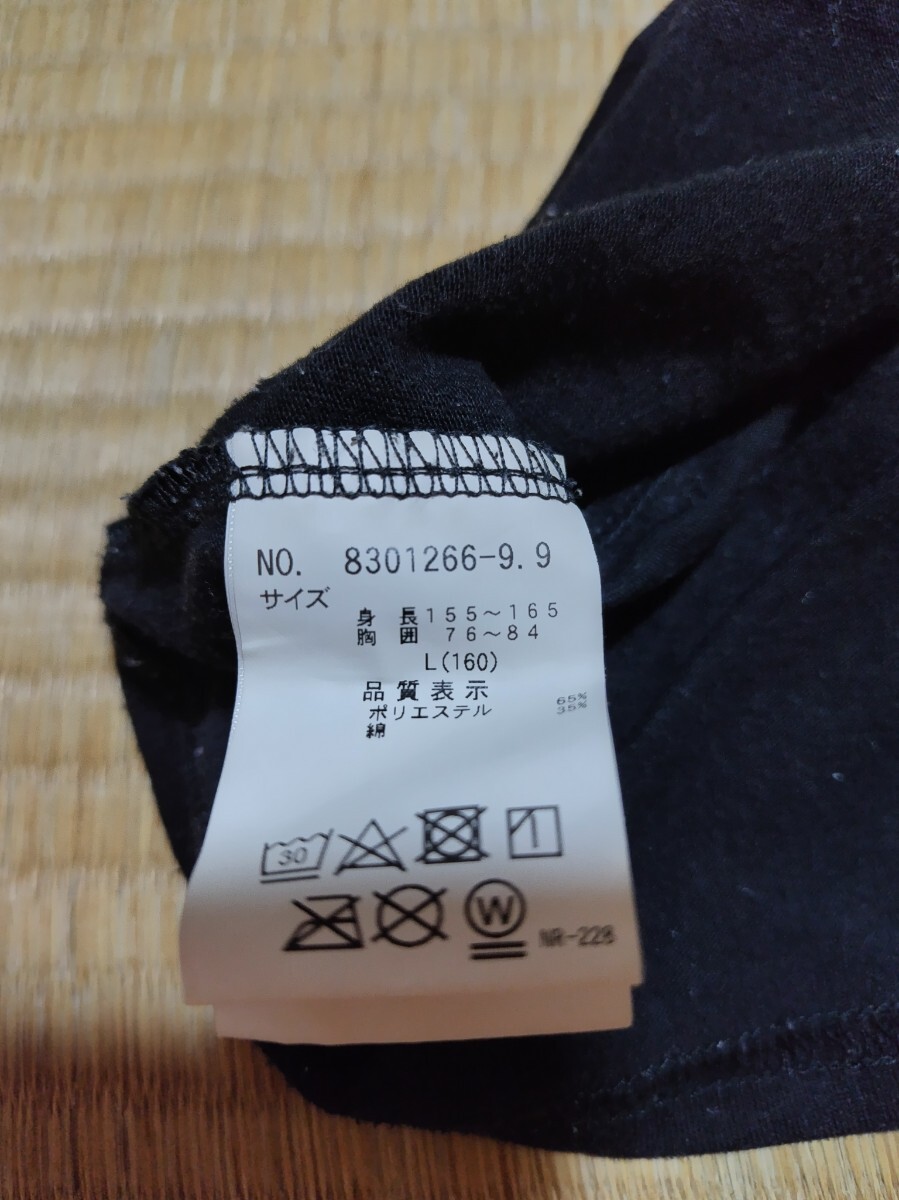 NO. 8301266-9.9
サイズ
身 長 155～165
胸 囲 76～84
L(160)
品質表示
ポリエステル 65%
綿 35%
30
W
NR-228